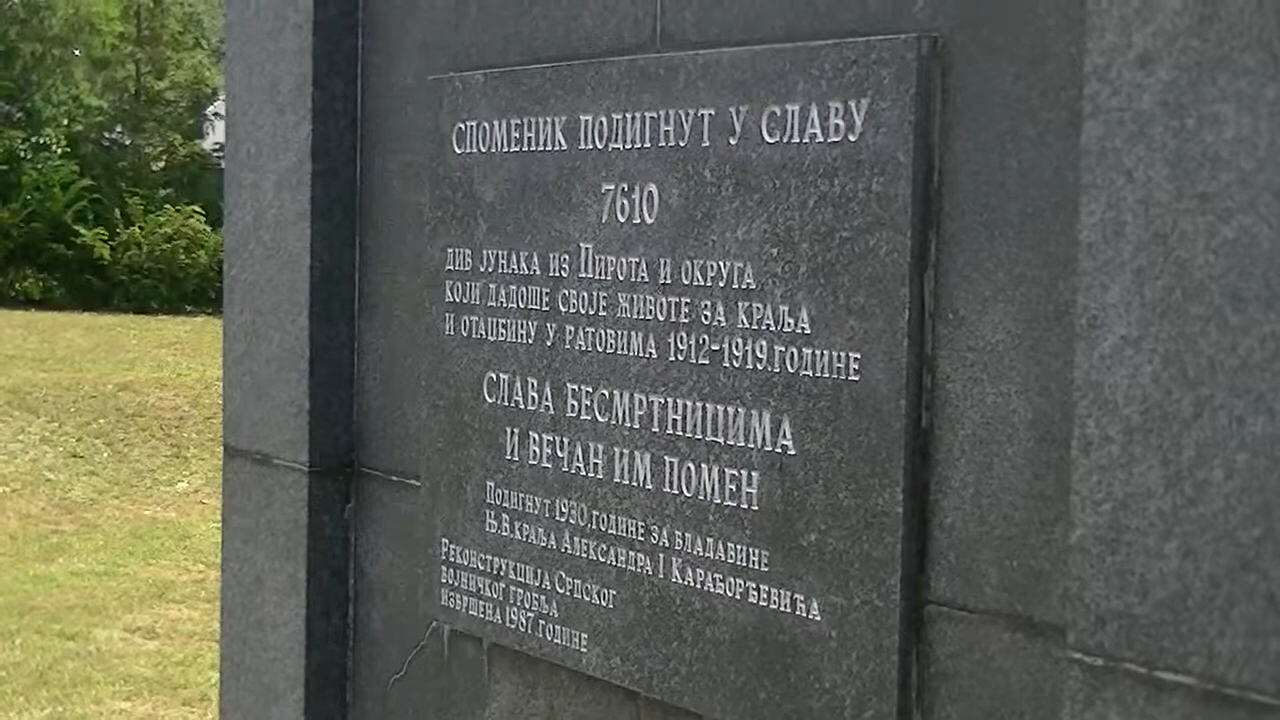 СПОМЕНИК ПОДИГНУТ У СЛАВУ
7610
ДИВ ЈУНАКА ИЗ ПИРОТА И ОКРУГА
КОЈИ ДАДОШЕ СВОЈЕ ЖИВОТЕ ЗА КРАЉА
И ОТАЏБИНУ У РАТОВИМА 1912-1919.ГОДИНЕ
СЛАВА БЕСМРТНИЦИМА
И ВЕЧАН ИМ ПОМЕН
ПОДИГНУТ 1930.ГОДИНЕ ЗА ВЛАДАВИНЕ
Њ.В.КРАЉА АЛЕКСАНДРА I КАРАЂОРЂЕВИЋА
РЕКОНСТРУКЦИЈА СРПСКОГ
ВОЈНИЧКОГ ГРОБЉА
ИЗВРШЕНА 1987.ГОДИНЕ